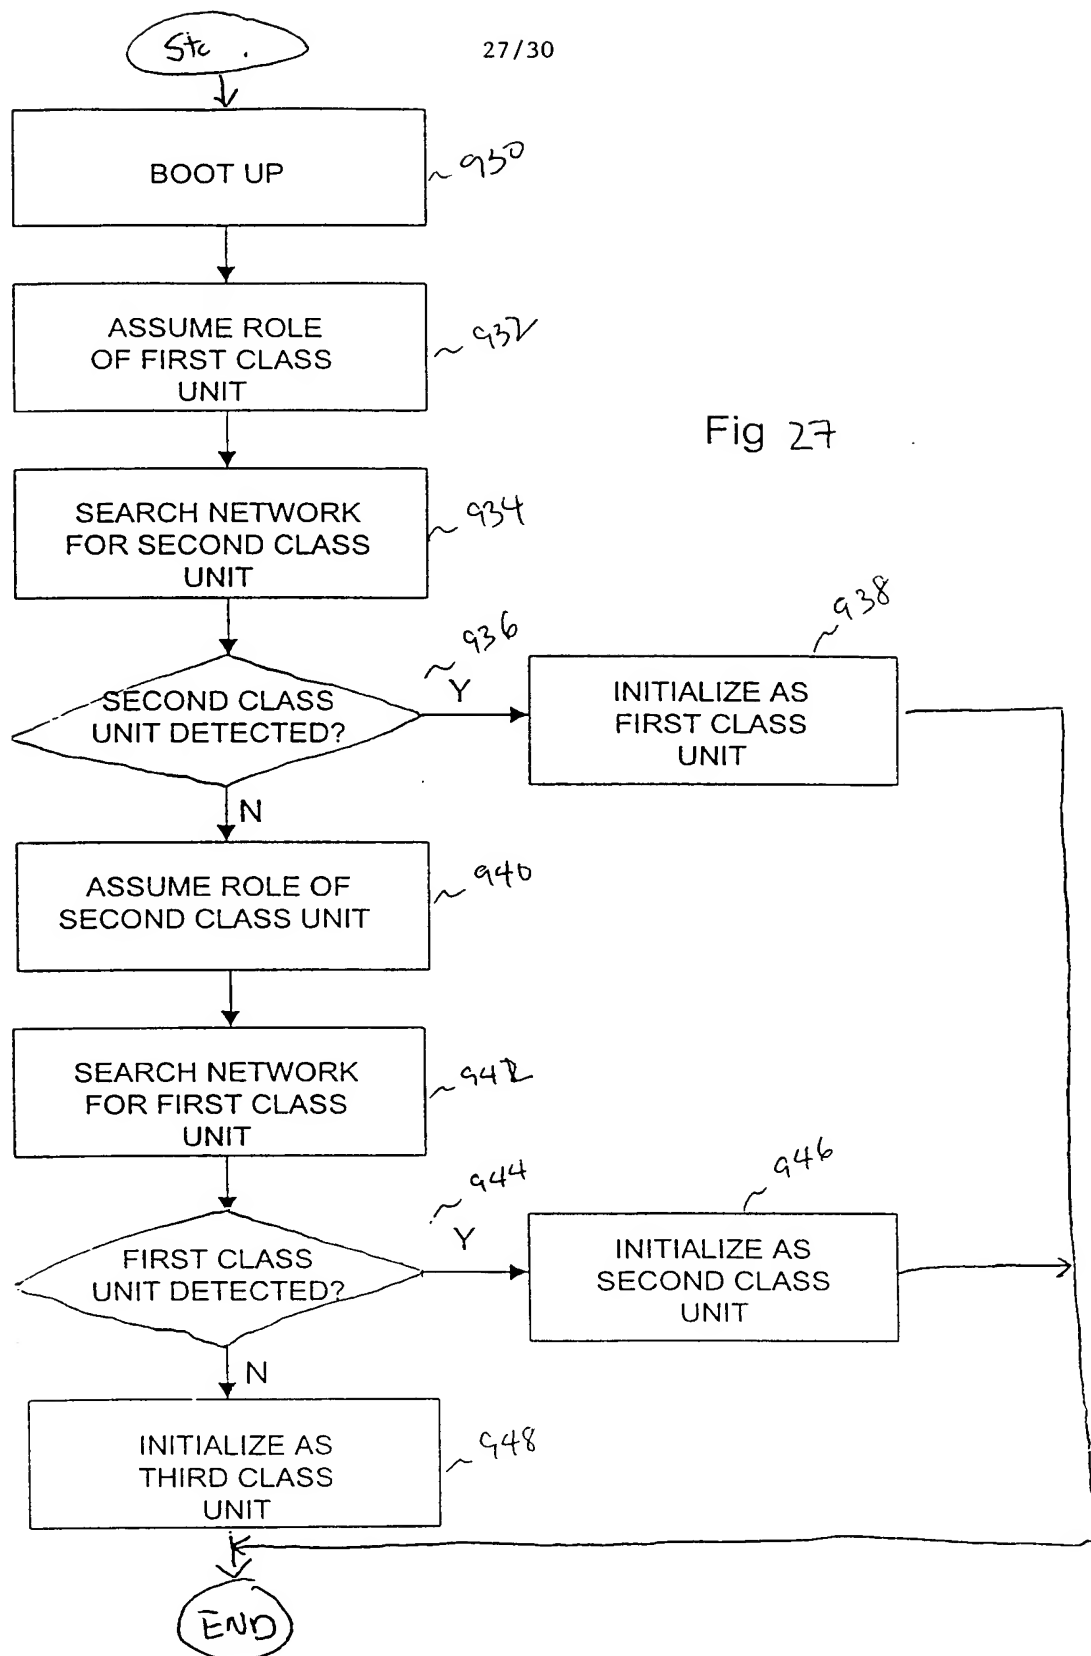 27/30
BOOT UP
930
ASSUME ROLE
OF FIRST CLASS
UNIT
932
Fig 27
SEARCH NETWORK
FOR SECOND CLASS
UNIT
934
SECOND CLASS
UNIT DETECTED?
936
Y
INITIALIZE AS
FIRST CLASS
UNIT
938
N
ASSUME ROLE OF
SECOND CLASS UNIT
940
SEARCH NETWORK
FOR FIRST CLASS
UNIT
942
FIRST CLASS
UNIT DETECTED?
944
Y
INITIALIZE AS
SECOND CLASS
UNIT
946
N
INITIALIZE AS
THIRD CLASS
UNIT
948
END